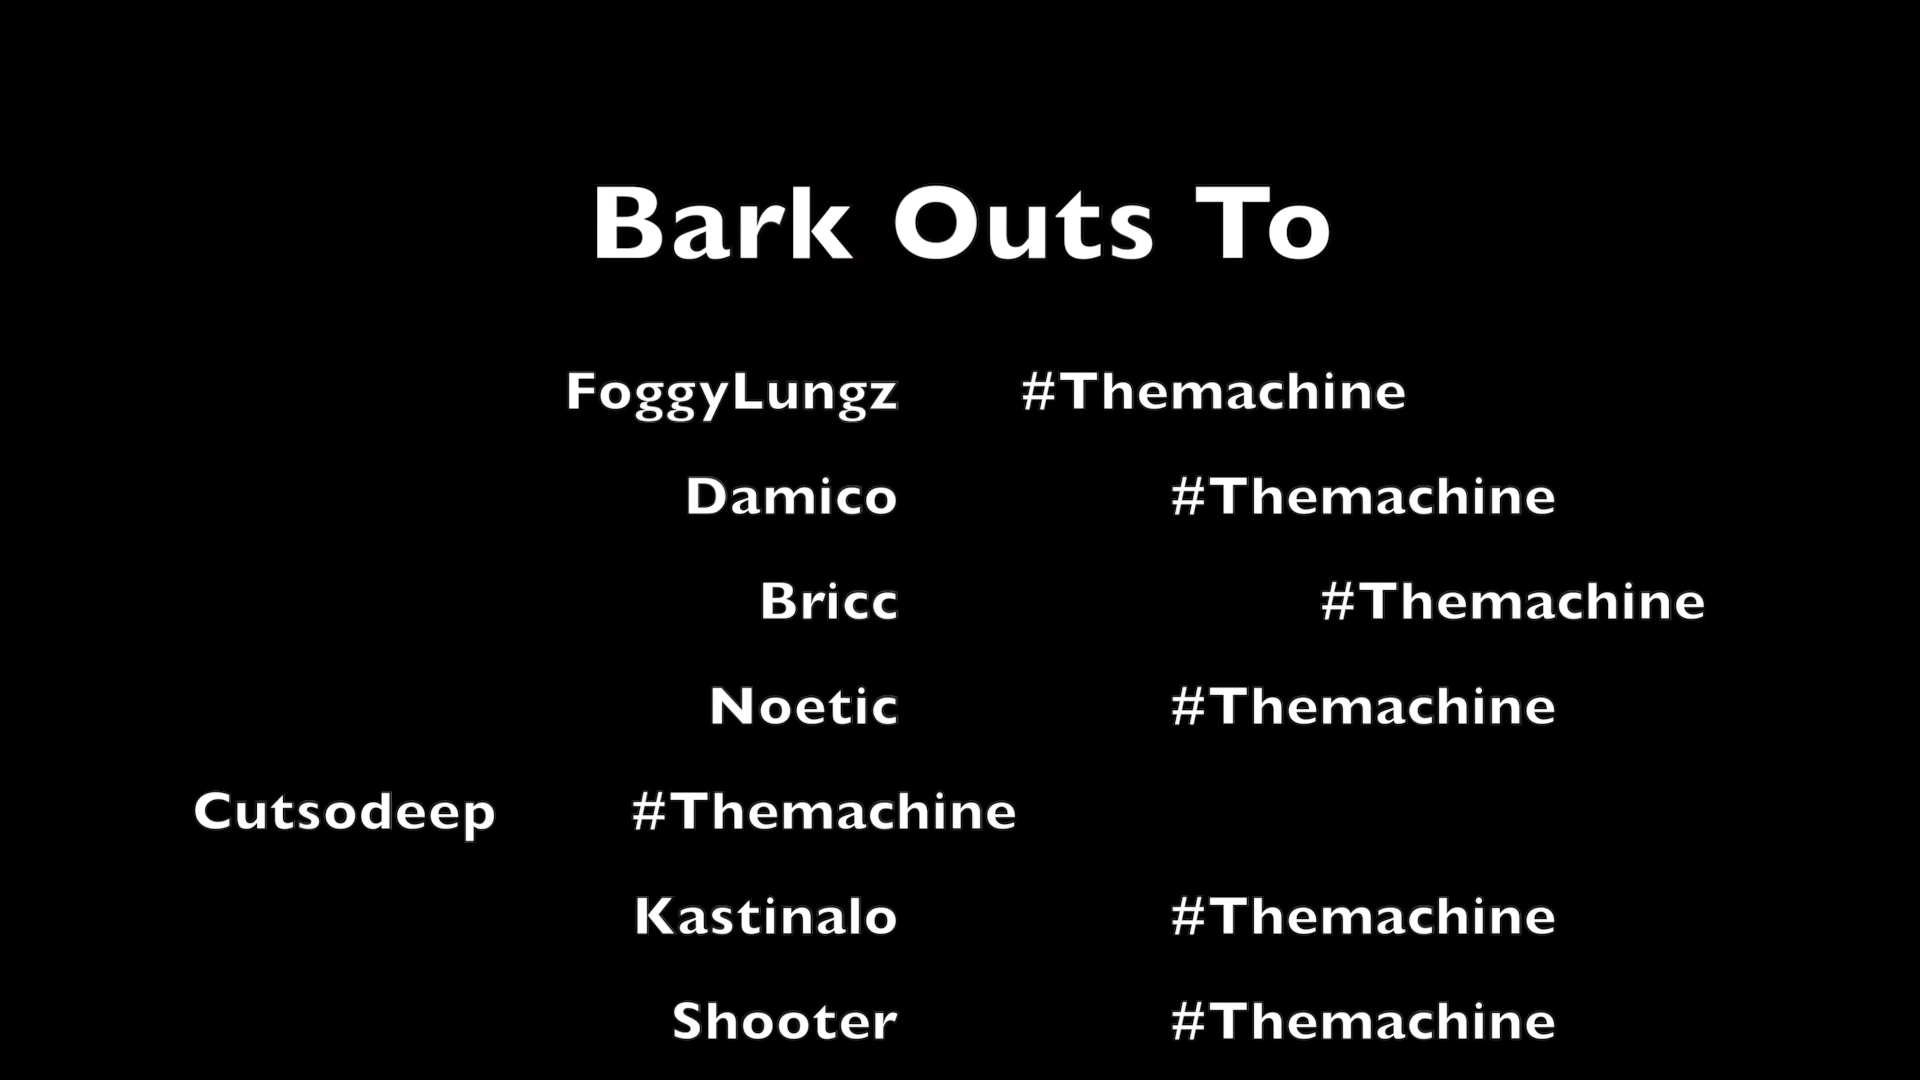 Bark Outs To
FoggyLungz #Themachine
Damico #Themachine
Bricc #Themachine
Noetic #Themachine
Cutsodeep #Themachine
Kastinalo #Themachine
Shooter #Themachine